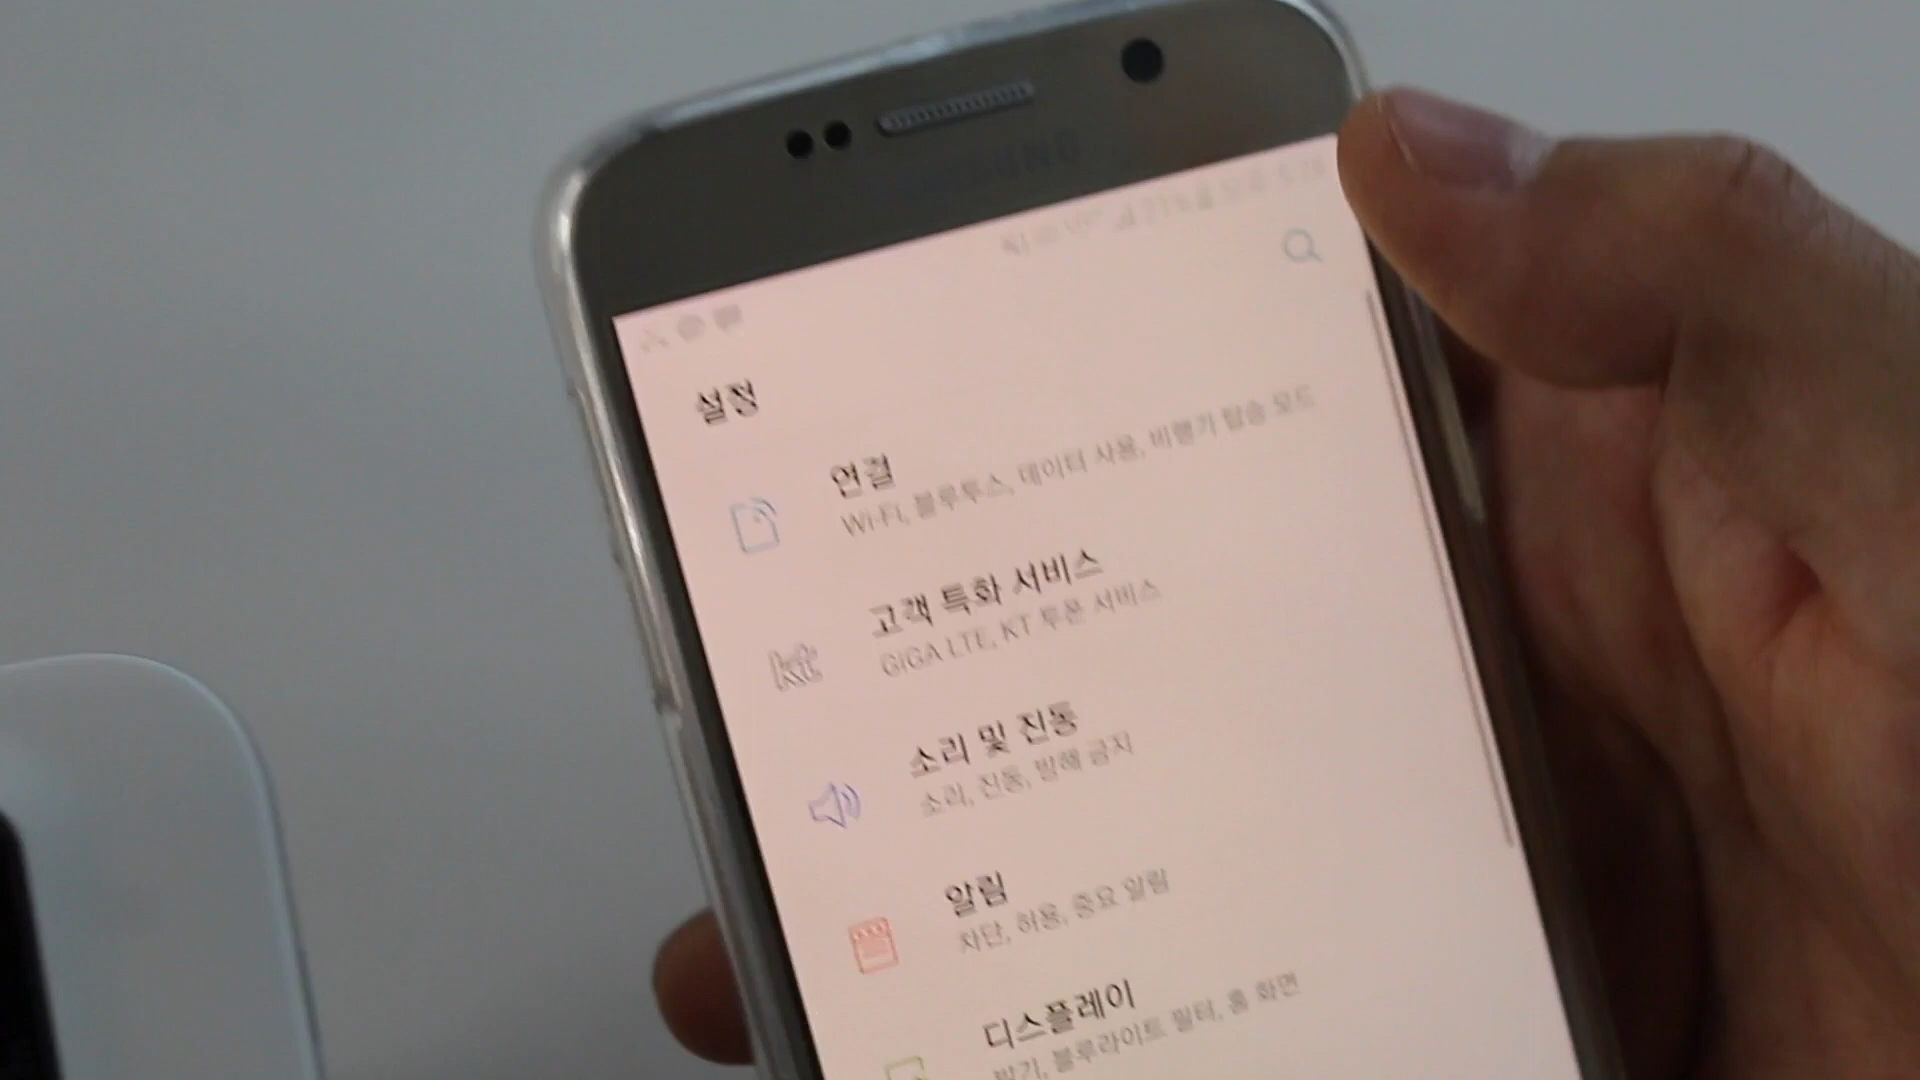 SAMSUNG
설정
연결
Wi-Fi, 블루투스, 데이터 사용, 비행기 탑승 모드
kt
고객 특화 서비스
GIGA LTE, KT 투폰 서비스
소리 및 진동
소리, 진동, 방해 금지
알림
차단, 허용, 중요 알림
디스플레이
밝기, 블루라이트 필터, 홈 화면